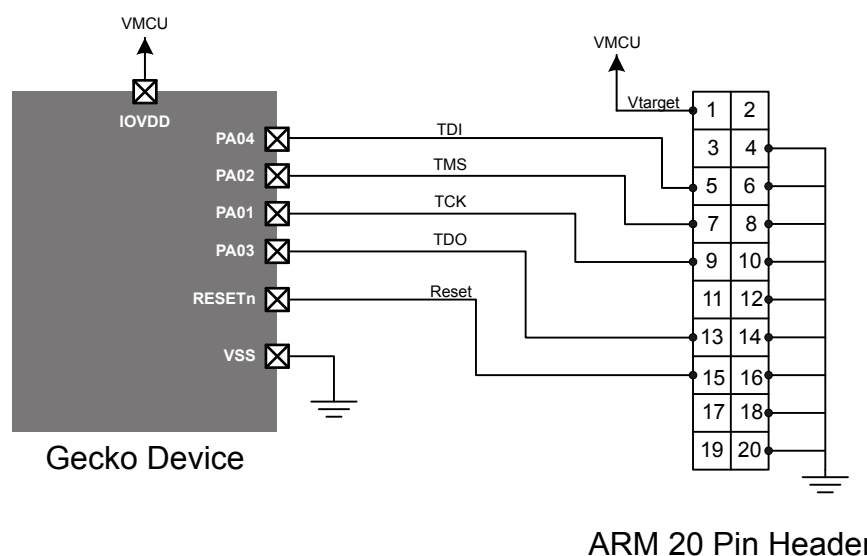 VMCU
VMCU
IOVDD
Vtarget
1 2
PA04 TDI
3 4
PA02 TMS
5 6
PA01 TCK
7 8
PA03 TDO
9 10
RESETn Reset
11 12
13 14
VSS
15 16
17 18
19 20
Gecko Device
ARM 20 Pin Header